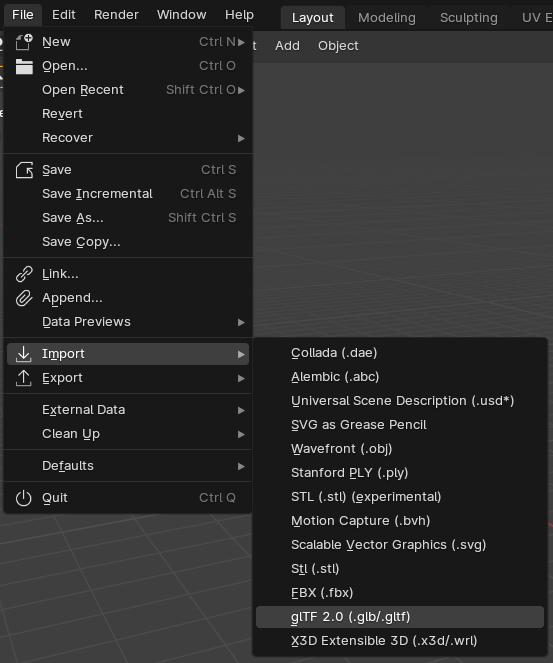 File Edit Render Window Help Layout Modeling Sculpting UV E
New Ctrl N
Add Object
Open... Ctrl O
Open Recent Shift Ctrl O
Revert
Recover
Save Ctrl S
Save Incremental Ctrl Alt S
Save As... Shift Ctrl S
Save Copy...
Link...
Append...
Data Previews
Import
Export
External Data
Clean Up
Defaults
Quit Ctrl Q
Collada (.dae)
Alembic (.abc)
Universal Scene Description (.usd*)
SVG as Grease Pencil
Wavefront (.obj)
Stanford PLY (.ply)
STL (.stl) (experimental)
Motion Capture (.bvh)
Scalable Vector Graphics (.svg)
Stl (.stl)
FBX (.fbx)
glTF 2.0 (.glb/.gltf)
X3D Extensible 3D (.x3d/.wrl)